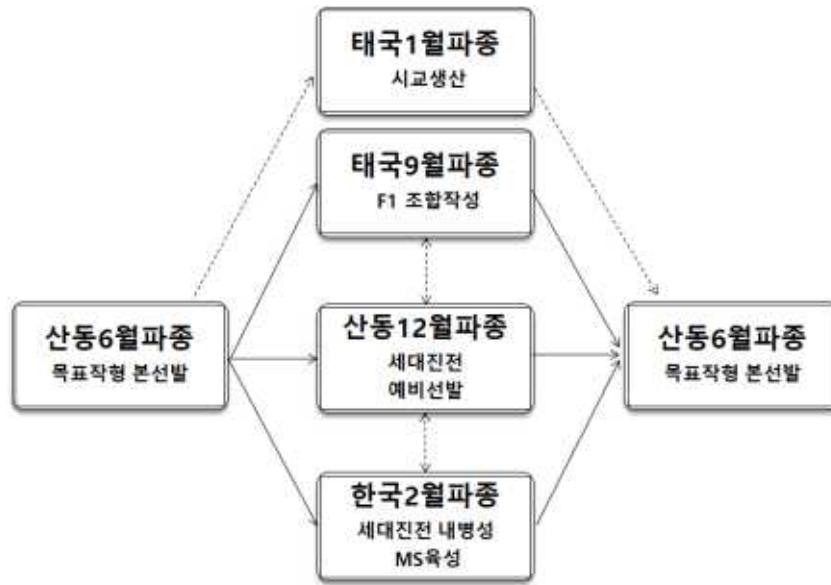 태국1월파종
시교생산
태국9월파종
F1 조합작성
산동6월파종
목표작형 본선발
산동12월파종
세대진전
예비선발
산동6월파종
목표작형 본선발
한국2월파종
세대진전 내병성
MS육성